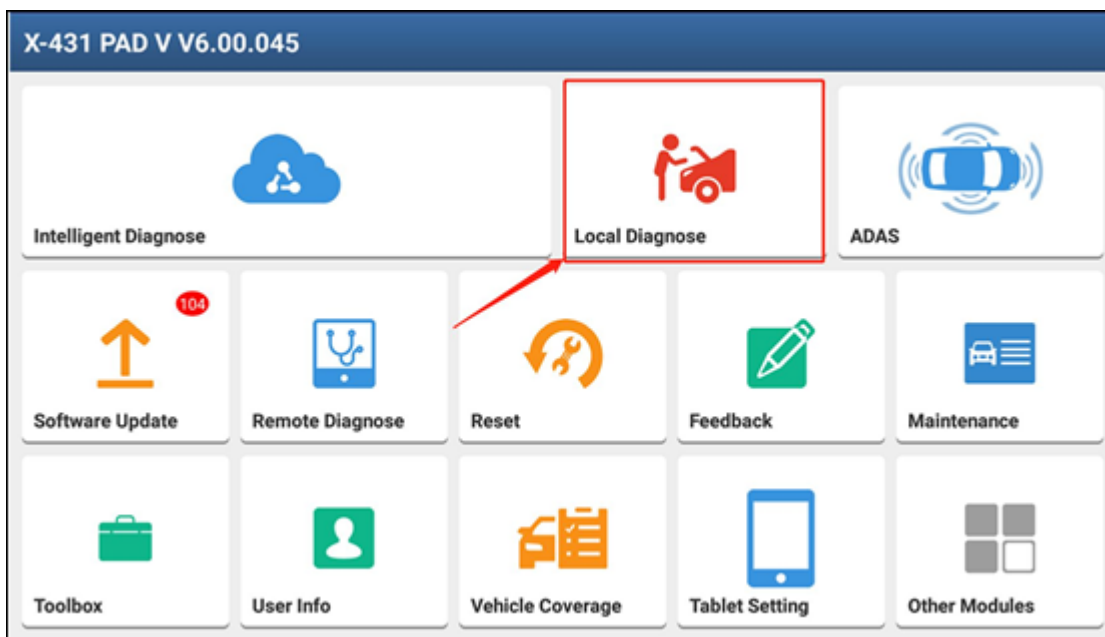 X-431 PAD V V6.00.045
Intelligent Diagnose
Local Diagnose
ADAS
104
Software Update
Remote Diagnose
Reset
Feedback
Maintenance
Toolbox
User Info
Vehicle Coverage
Tablet Setting
Other Modules